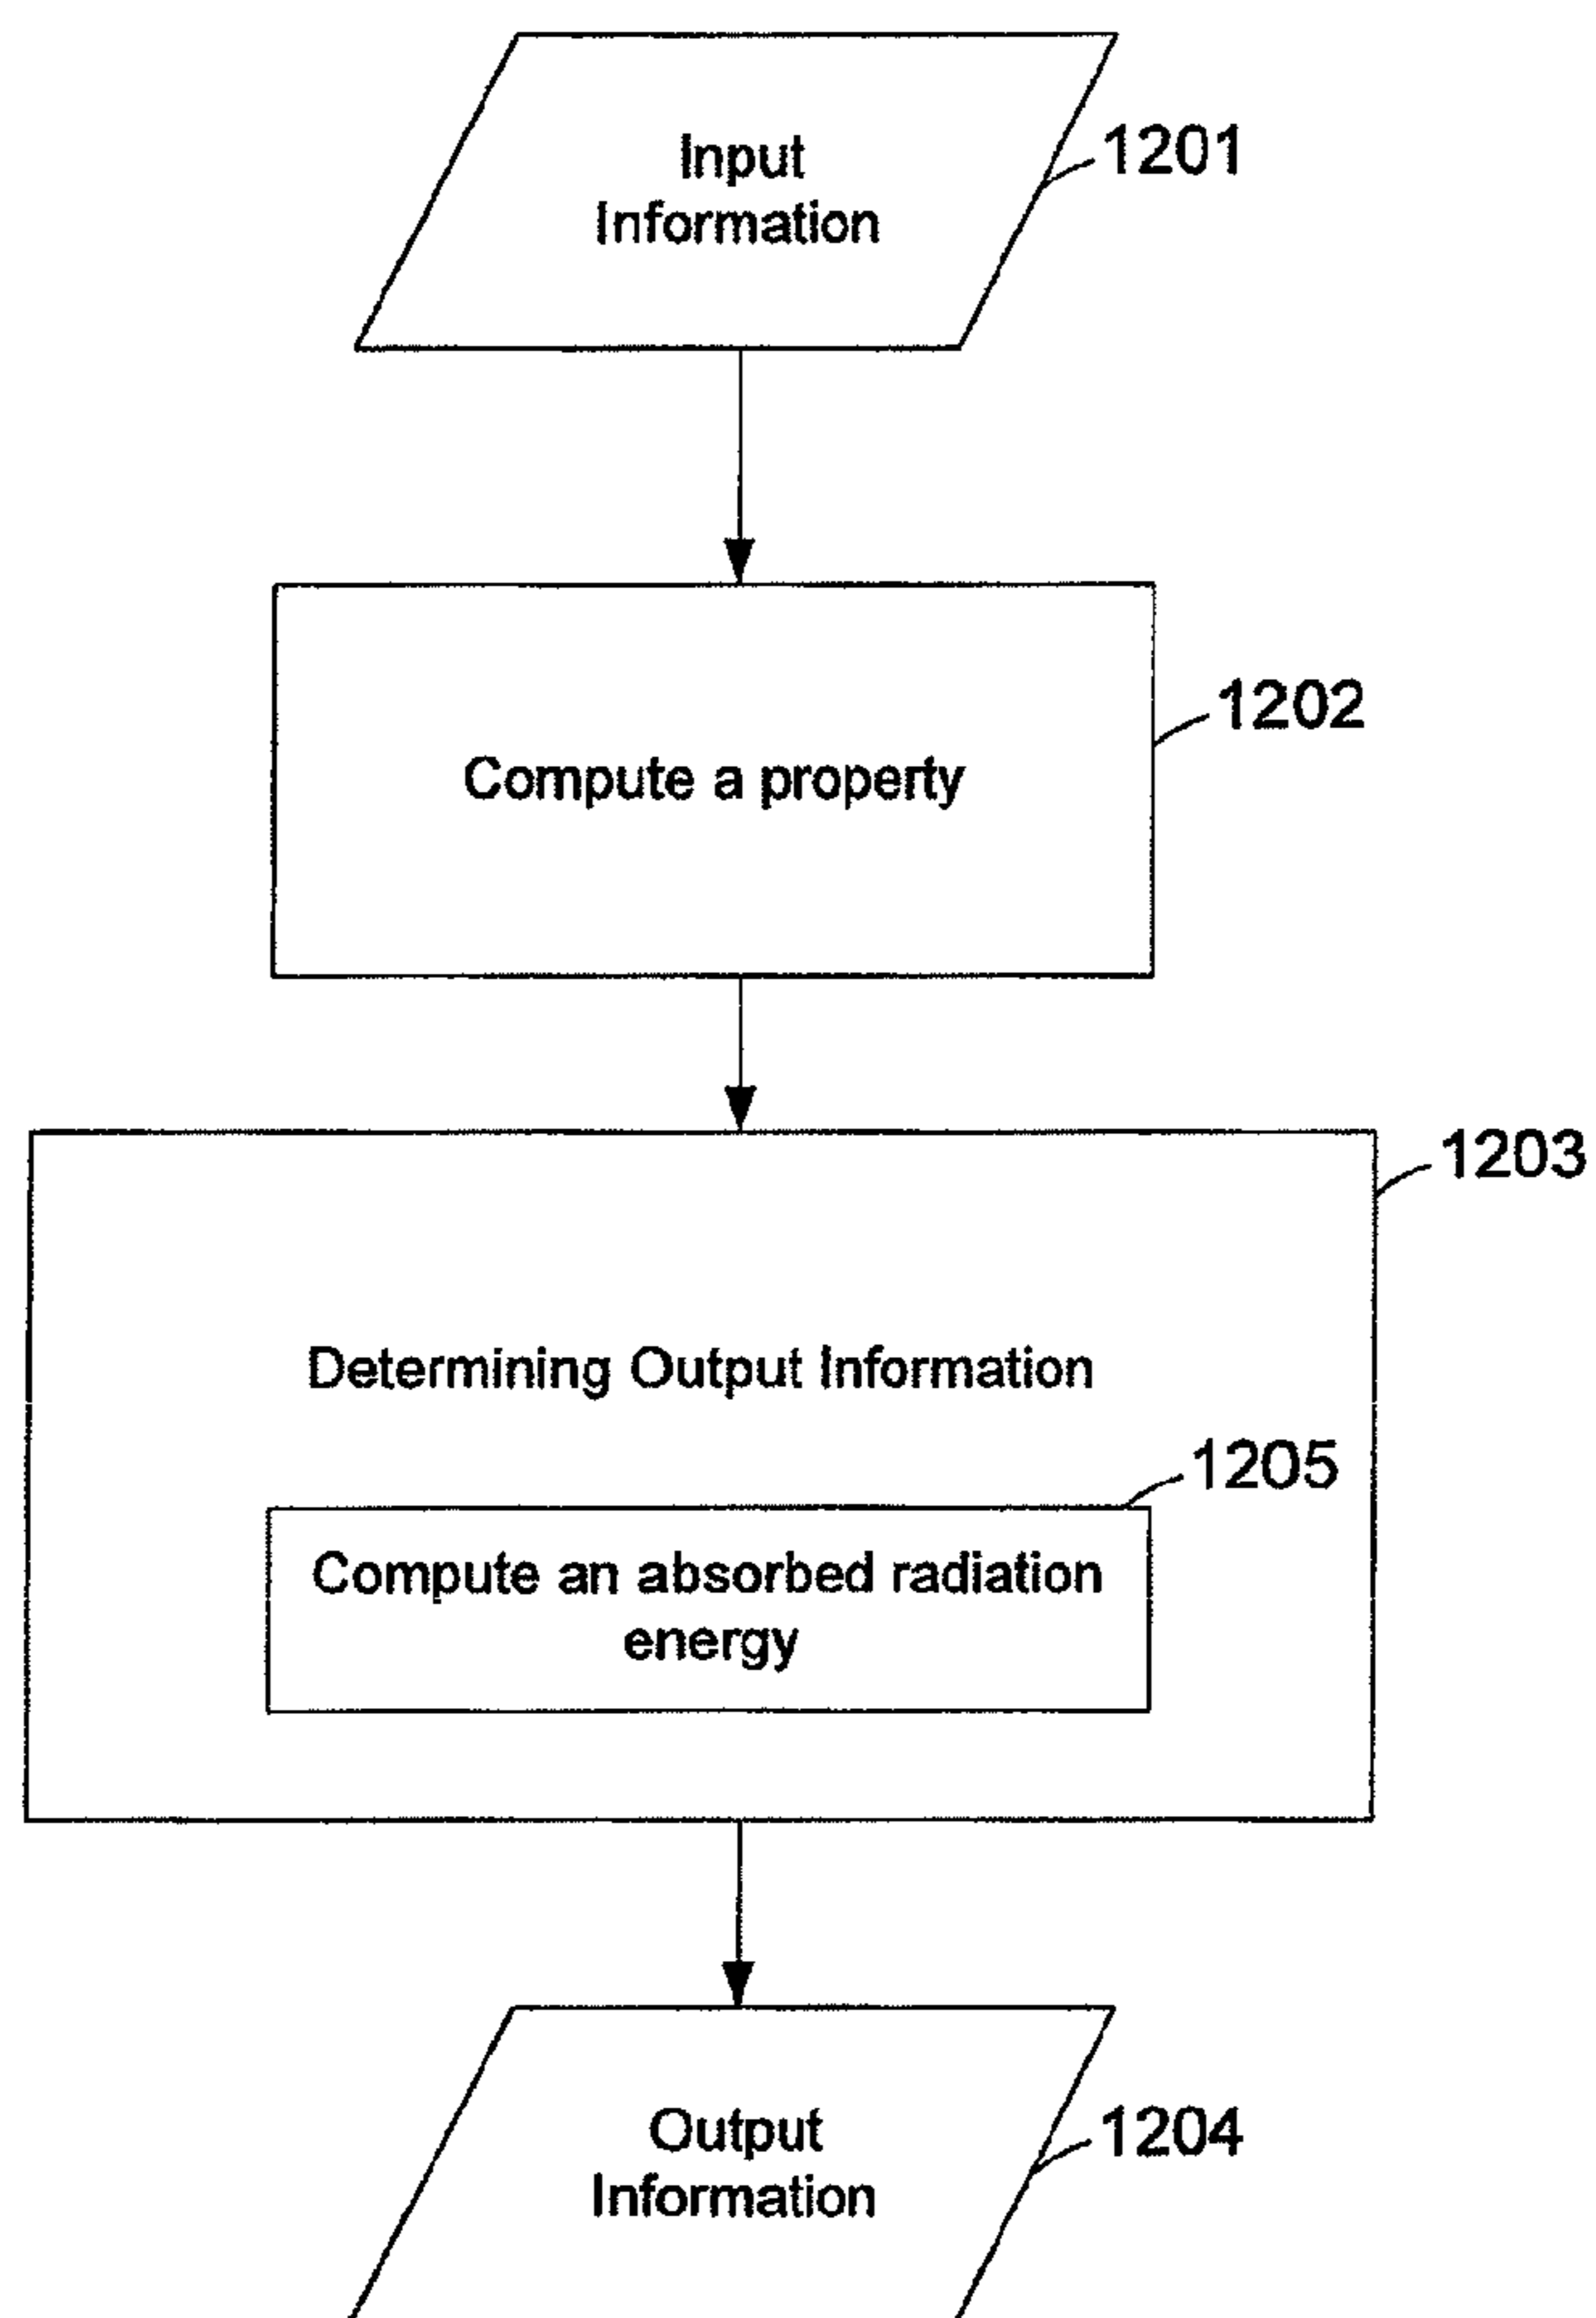 Input
Information
1201
Compute a property
1202
1203
Determining Output Information
1205
Compute an absorbed radiation
energy
Output
Information
1204